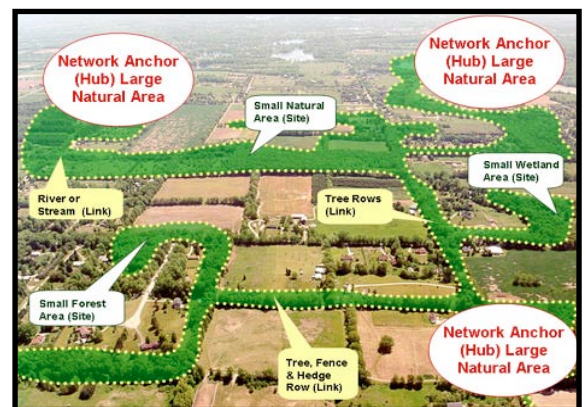 Network Anchor
(Hub) Large
Natural Area
Network Anchor
(Hub) Large
Natural Area
Small Natural
Area (Site)
Small Wetland
Area (Site)
River or
Stream (Link)
Tree Rows
(Link)
Small Forest
Area (Site)
Tree, Fence
& Hedge
Row (Link)
Network Anchor
(Hub) Large
Natural Area